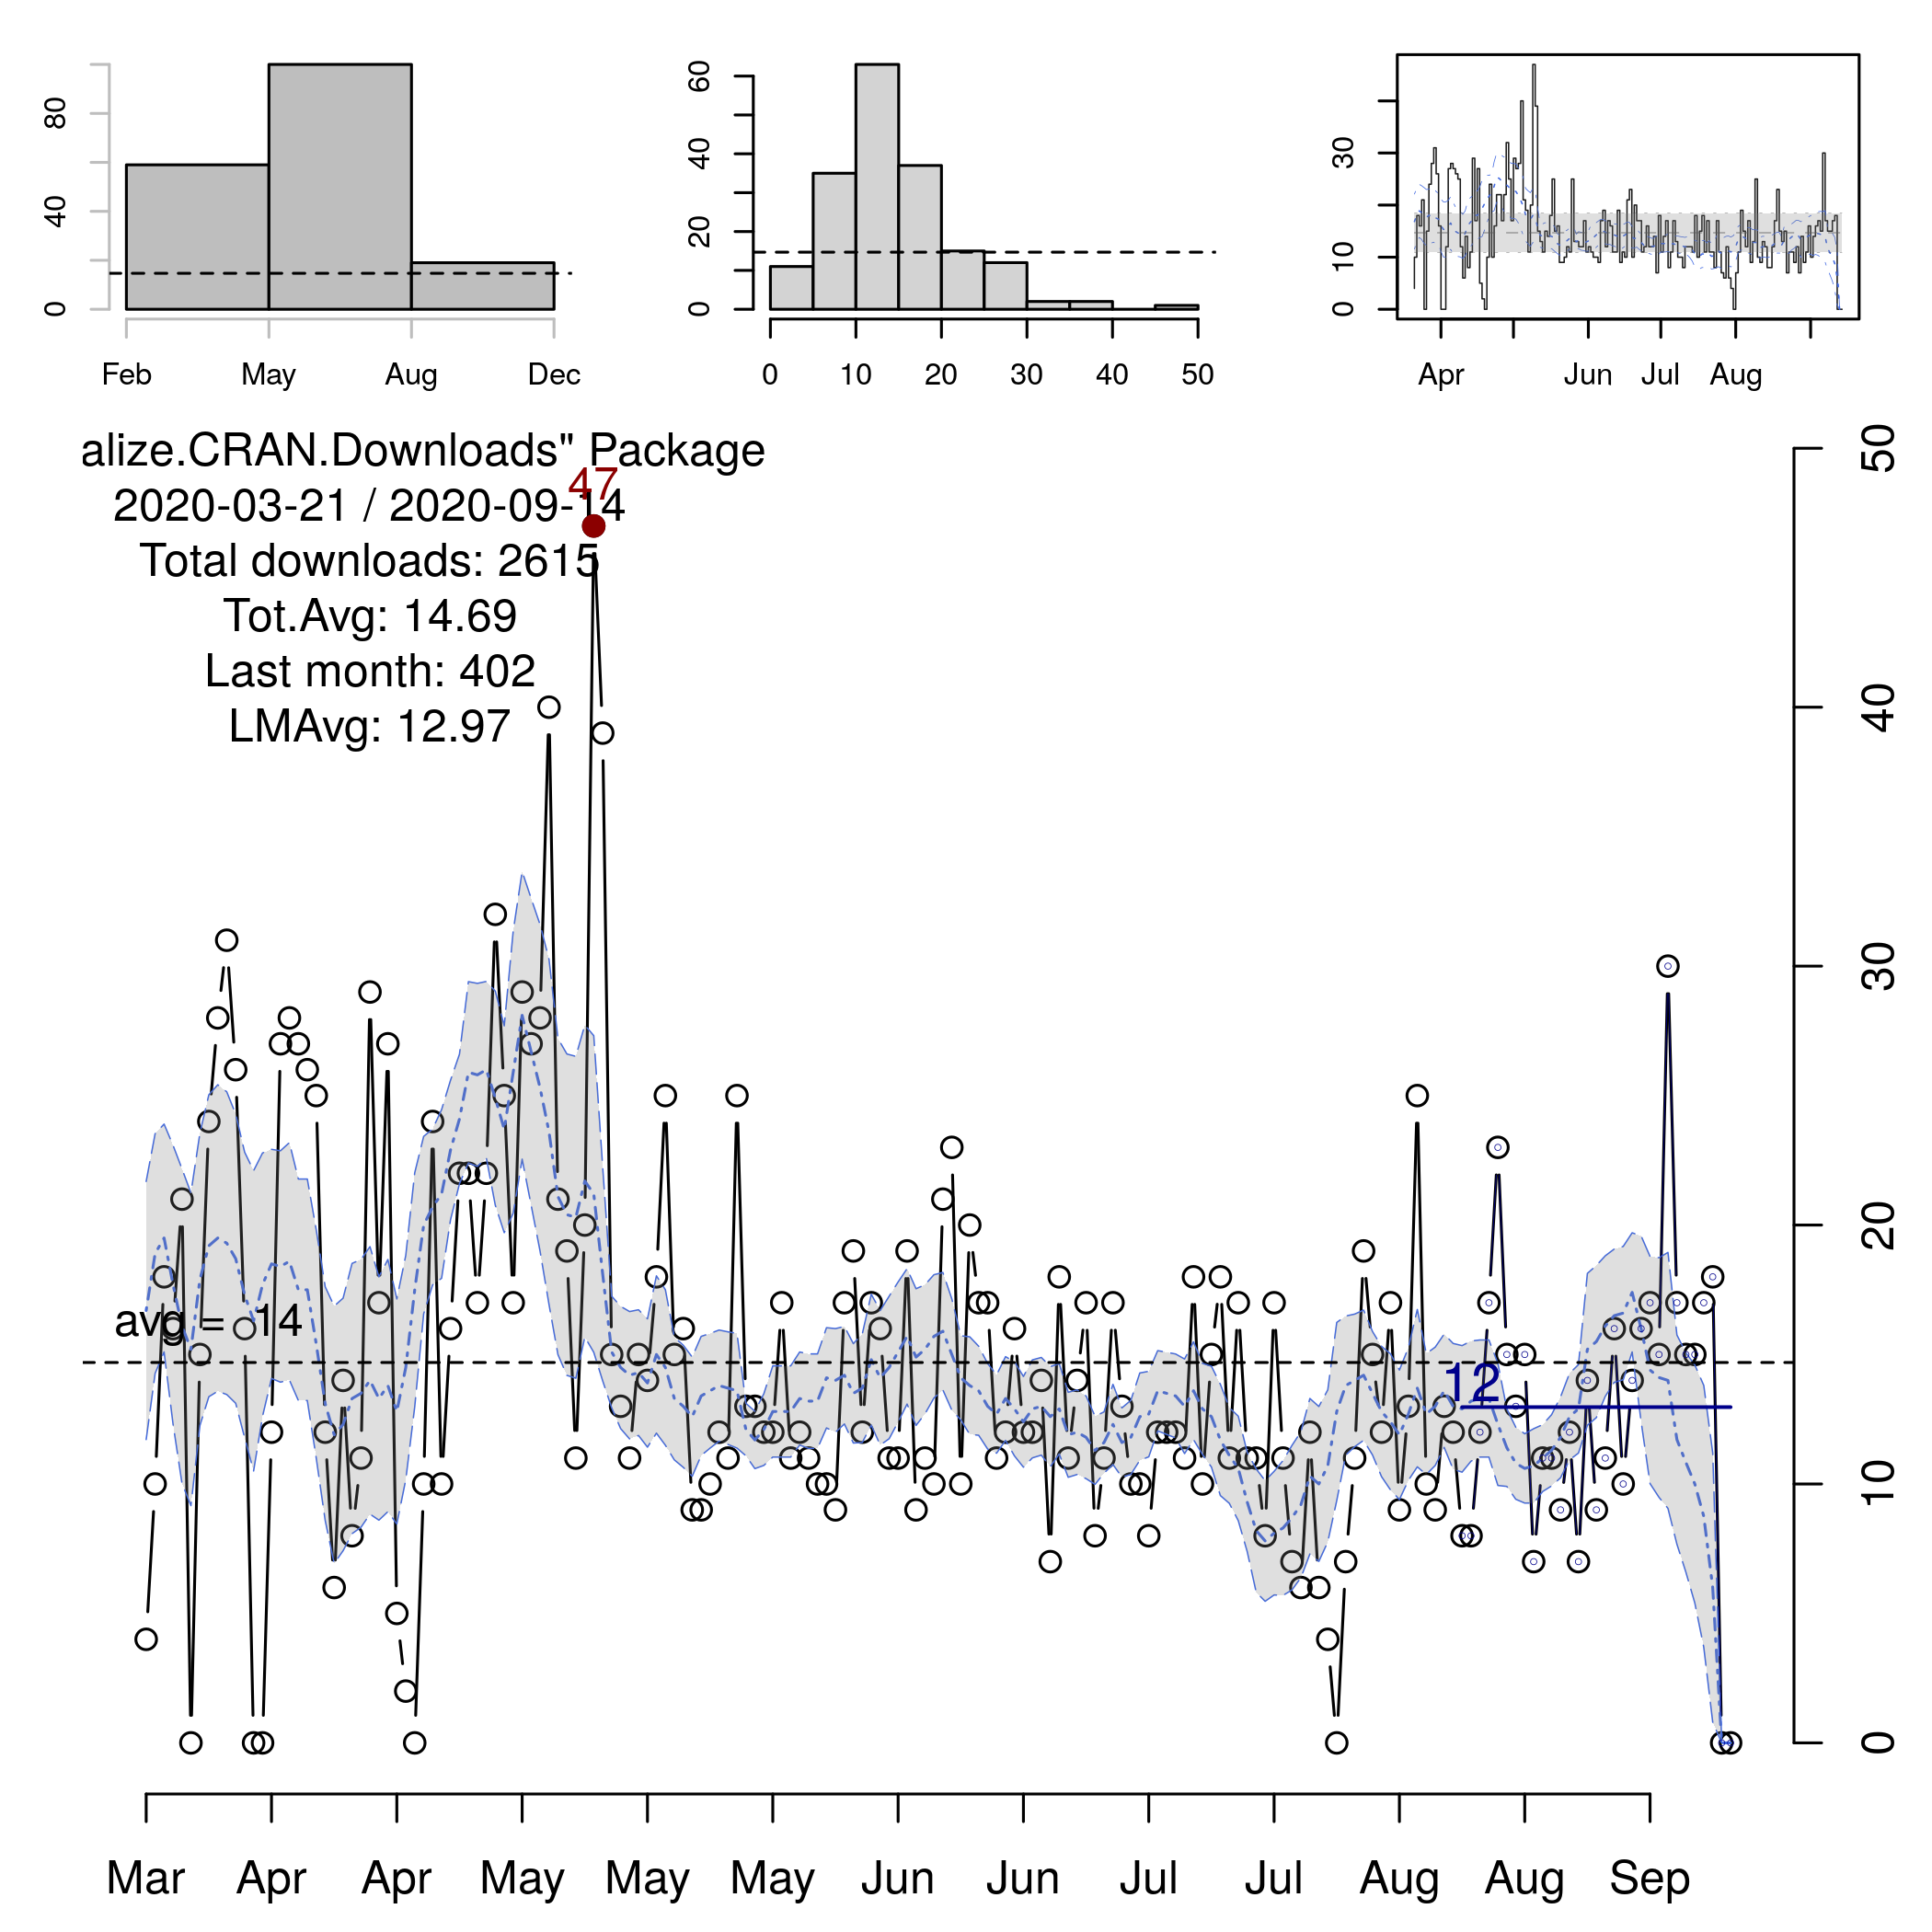 80
40
0
Feb May Aug Dec
60
40
20
0
0 10 20 30 40 50
30
10
0
Apr Jun Jul Aug
alize.CRAN.Downloads" Package
47
2020-03-21 / 2020-09-14
Total downloads: 2615
Tot.Avg: 14.69
Last month: 402
LMAvg: 12.97
avg = 14
12
50
40
30
20
10
0
Mar Apr Apr May May May Jun Jun Jul Jul Aug Aug Sep